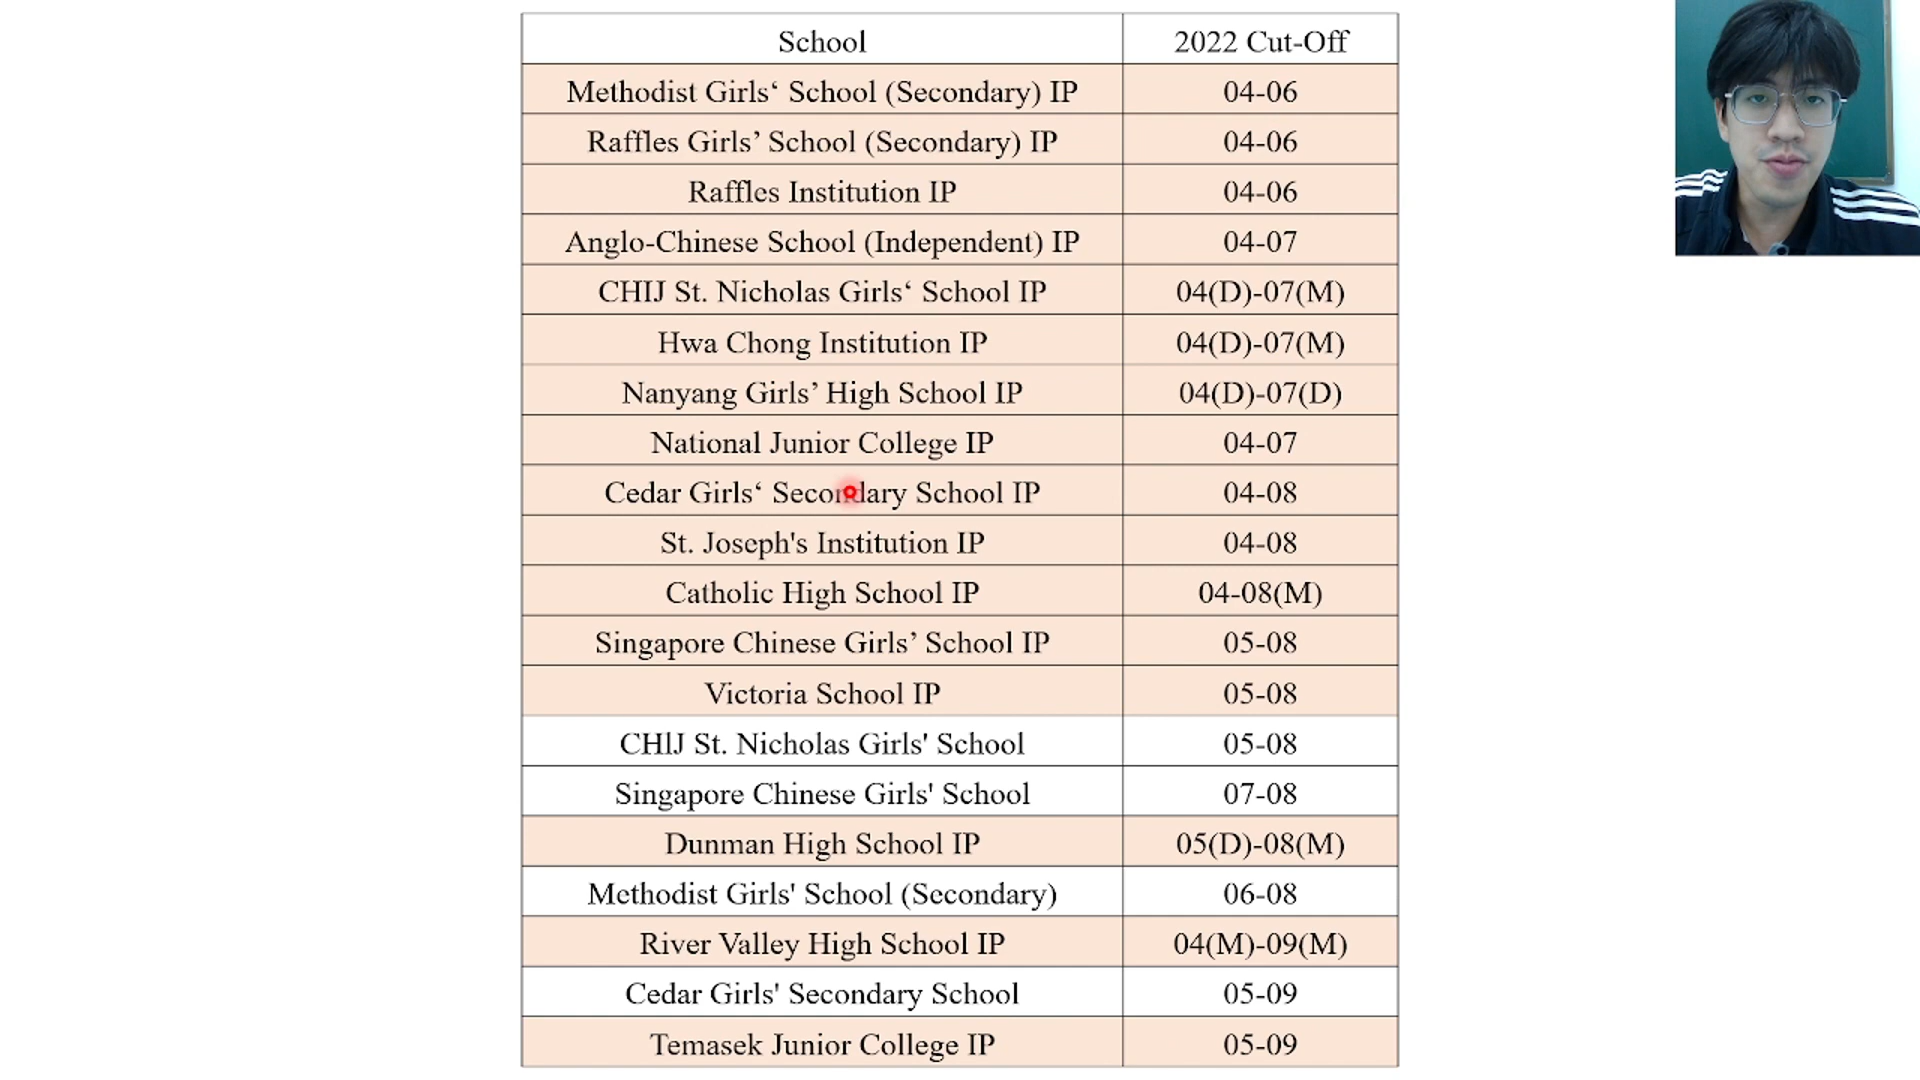 School 2022 Cut-Off
Methodist Girls‘ School (Secondary) IP 04-06
Raffles Girls’ School (Secondary) IP 04-06
Raffles Institution IP 04-06
Anglo-Chinese School (Independent) IP 04-07
CHIJ St. Nicholas Girls‘ School IP 04(D)-07(M)
Hwa Chong Institution IP 04(D)-07(M)
Nanyang Girls’ High School IP 04(D)-07(D)
National Junior College IP 04-07
Cedar Girls‘ Secondary School IP 04-08
St. Joseph's Institution IP 04-08
Catholic High School IP 04-08(M)
Singapore Chinese Girls’ School IP 05-08
Victoria School IP 05-08
CHlJ St. Nicholas Girls' School 05-08
Singapore Chinese Girls' School 07-08
Dunman High School IP 05(D)-08(M)
Methodist Girls' School (Secondary) 06-08
River Valley High School IP 04(M)-09(M)
Cedar Girls' Secondary School 05-09
Temasek Junior College IP 05-09